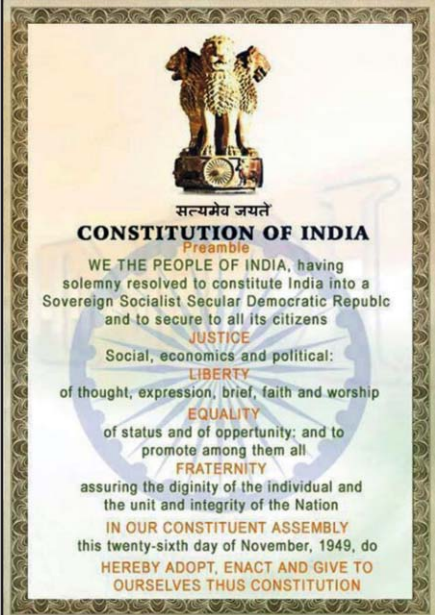 सत्यमेव जयते
CONSTITUTION OF INDIA
Preamble
WE THE PEOPLE OF INDIA, having
solemny resolved to constitute India into a
Sovereign Socialist Secular Democratic Republc
and to secure to all its citizens
JUSTICE
Social, economics and political:
LIBERTY
of thought, expression, brief, faith and worship
EQUALITY
of status and of opertunity: and to
promote among them all
FRATERNITY
assuring the diginity of the individual and
the unit and integrity of the Nation
IN OUR CONSTITUENT ASSEMBLY
this twenty-sixth day of November, 1949, do
HEREBY ADOPT, ENACT AND GIVE TO
OURSELVES THUS CONSTITUTION